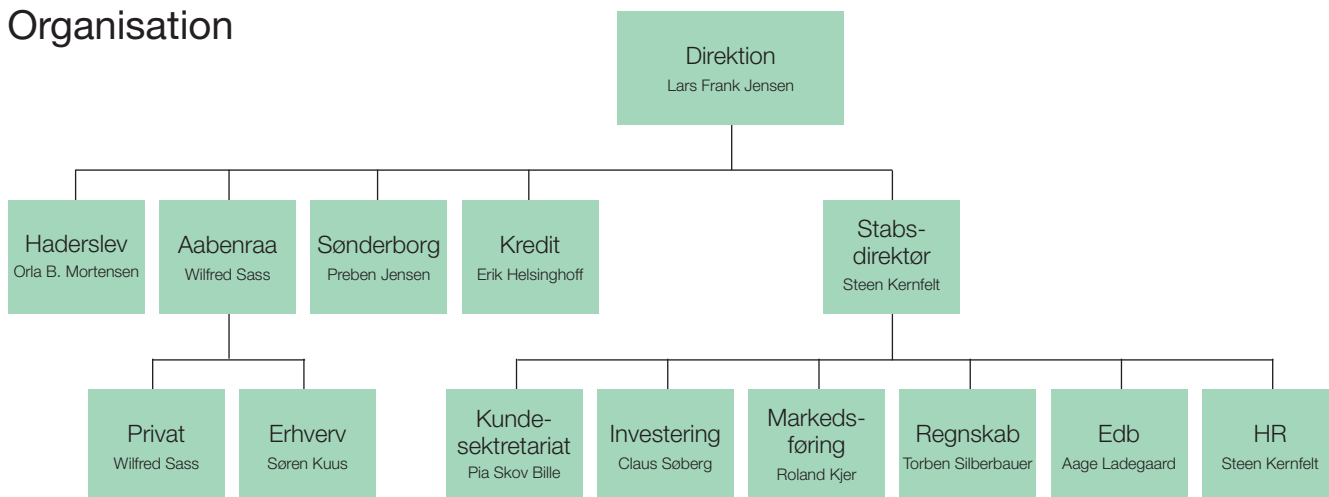 Organisation
Direktion
Lars Frank Jensen
Haderslev
Orla B. Mortensen
Aabenraa
Wilfred Sass
Sønderborg
Preben Jensen
Kredit
Erik Helsinghoff
Stabs-
direktør
Steen Kernfelt
Privat
Wilfred Sass
Erhverv
Søren Kuus
Kunde-
sektretariat
Pia Skov Bille
Investering
Claus Søberg
Markeds-
føring
Roland Kjer
Regnskab
Torben Silberbauer
Edb
Aage Ladegaard
HR
Steen Kernfelt